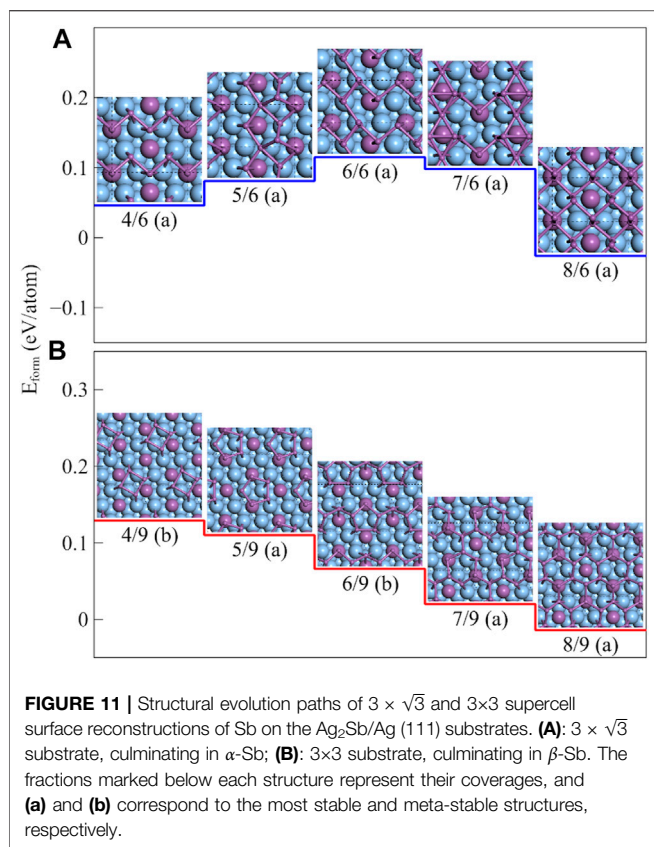 A
0.2
0.1
0
−0.1
4/6 (a)
5/6 (a)
6/6 (a)
7/6 (a)
8/6 (a)
E_form (eV/atom)
B
0.3
0.2
0.1
0
4/9 (b)
5/9 (a)
6/9 (b)
7/9 (a)
8/9 (a)
FIGURE 11 | Structural evolution paths of 3 × √3 and 3×3 supercell
surface reconstructions of Sb on the Ag₂Sb/Ag (111) substrates. (A): 3 × √3
substrate, culminating in α-Sb; (B): 3×3 substrate, culminating in β-Sb. The
fractions marked below each structure represent their coverages, and
(a) and (b) correspond to the most stable and meta-stable structures,
respectively.